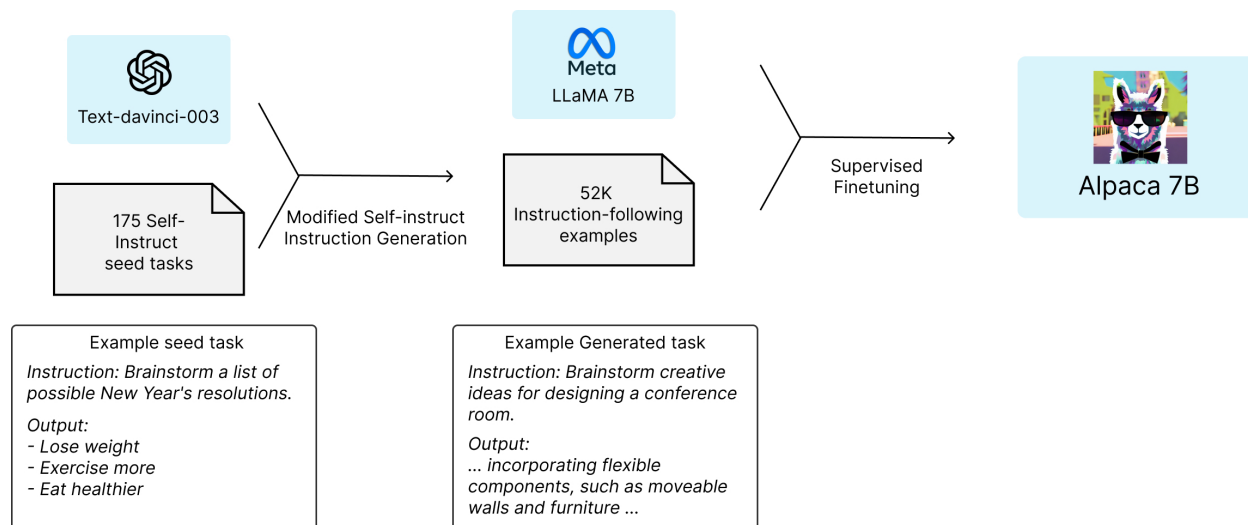 Text-davinci-003
175 Self-
Instruct
seed tasks
Modified Self-instruct
Instruction Generation
Meta
LLaMA 7B
52K
Instruction-following
examples
Supervised
Finetuning
Alpaca 7B
Example seed task
Instruction: Brainstorm a list of
possible New Year's resolutions.
Output:
- Lose weight
- Exercise more
- Eat healthier
Example Generated task
Instruction: Brainstorm creative
ideas for designing a conference
room.
Output:
... incorporating flexible
components, such as moveable
walls and furniture ...